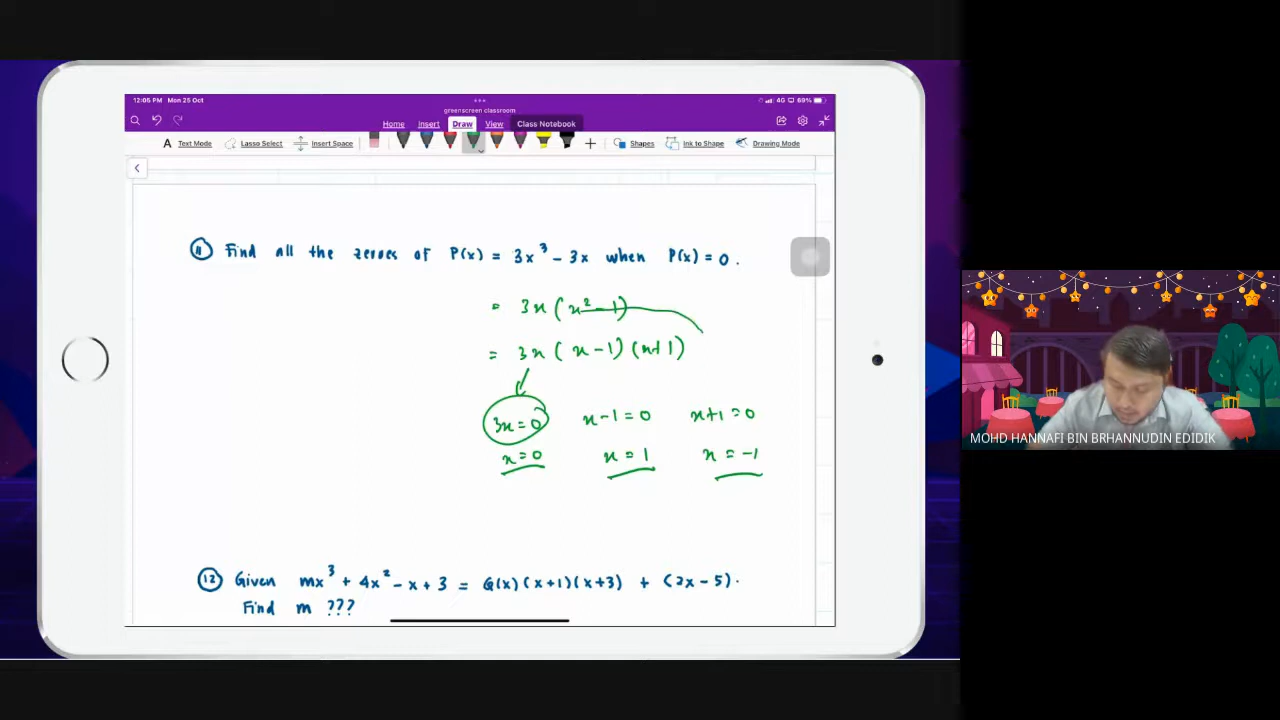 12:05 PM Mon 25 Oct
4G 69%
greenscreen classroom
Home Insert Draw View Class Notebook
A Text Mode Lasso Select Insert Space Shapes Ink to Shape Drawing Mode
11 Find all the zeroes of P(x) = 3x³ - 3x when P(x) = 0.
= 3x (x² - 1)
= 3x (x - 1) (x + 1)
3x = 0 x - 1 = 0 x + 1 = 0
x = 0 x = 1 x = -1
12 Given mx³ + 4x² - x + 3 = G(x) (x + 1) (x + 3) + (2x - 5).
Find m ???
MOHD HANNAFI BIN BRHANNUDIN EDIDIK